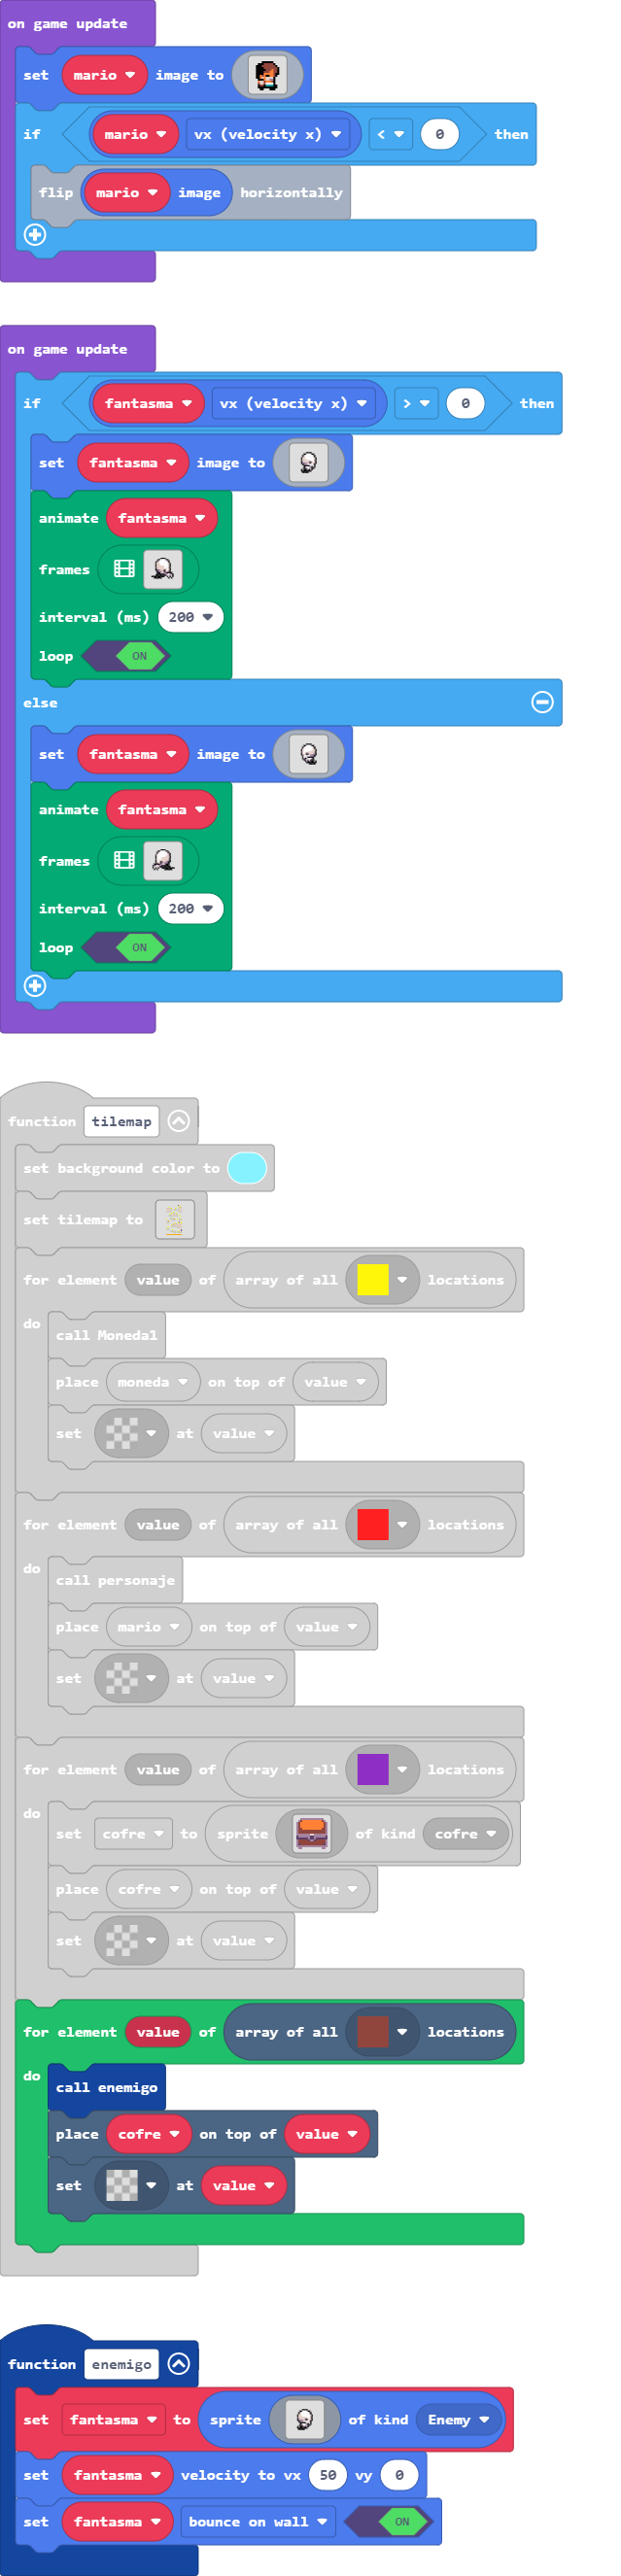 on game update
set mario image to
if mario vx (velocity x) < 0 then
flip mario image horizontally
on game update
if fantasma vx (velocity x) > 0 then
set fantasma image to
animate fantasma
frames
interval (ms) 200
loop ON
else
set fantasma image to
animate fantasma
frames
interval (ms) 200
loop ON
function tilemap
set background color to
set tilemap to
for element value of array of all locations
do
call Monedal
place moneda on top of value
set at value
for element value of array of all locations
do
call personaje
place mario on top of value
set at value
for element value of array of all locations
do
set cofre to sprite of kind cofre
place cofre on top of value
set at value
for element value of array of all locations
do
call enemigo
place cofre on top of value
set at value
function enemigo
set fantasma to sprite of kind Enemy
set fantasma velocity to vx 50 vy 0
set fantasma bounce on wall ON